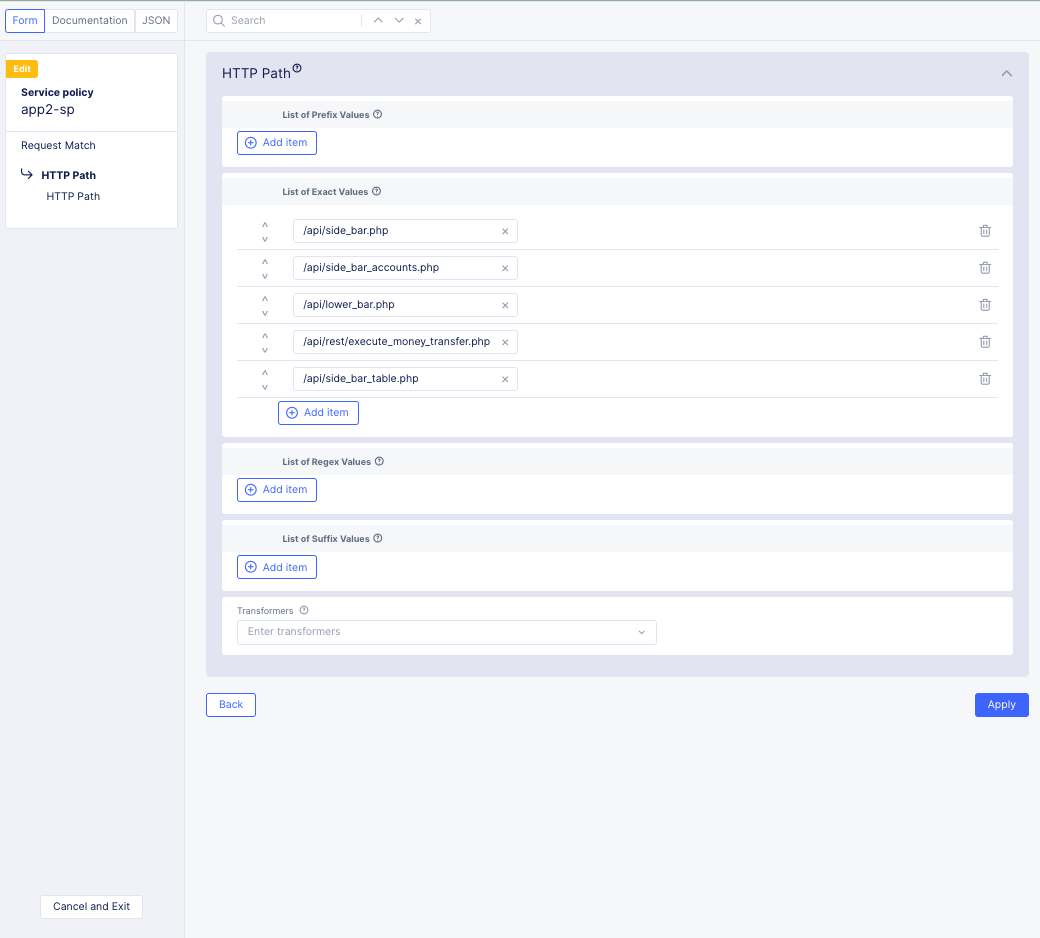 Form Documentation JSON
Search
Edit
Service policy
app2-sp
Request Match
HTTP Path
HTTP Path
Cancel and Exit
HTTP Path
List of Prefix Values
Add item
List of Exact Values
/api/side_bar.php
/api/side_bar_accounts.php
/api/lower_bar.php
/api/rest/execute_money_transfer.php
/api/side_bar_table.php
Add item
List of Regex Values
Add item
List of Suffix Values
Add item
Transformers
Enter transformers
Back
Apply